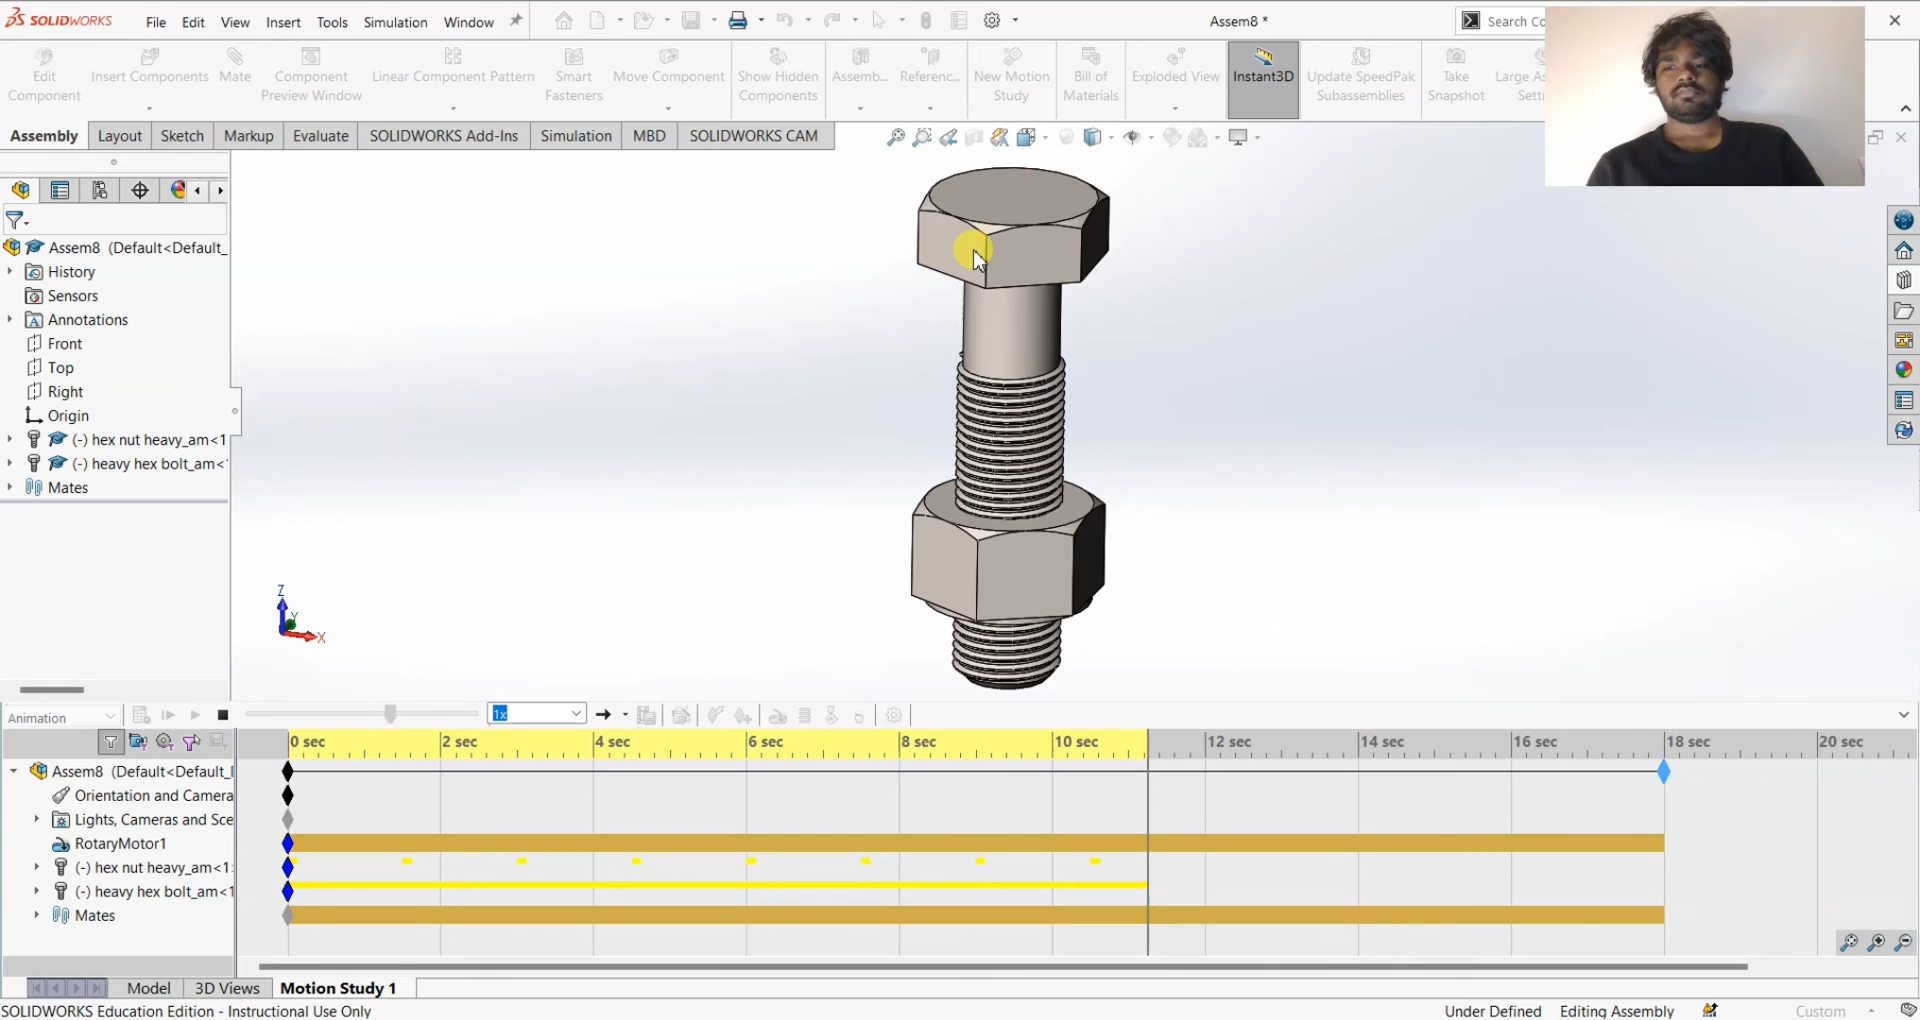 SOLIDWORKS File Edit View Insert Tools Simulation Window Assem8 * Search Co
Edit Component
Insert Components
Mate
Component Preview Window
Linear Component Pattern
Smart Fasteners
Move Component
Show Hidden Components
Assemb...
Referenc...
New Motion Study
Bill of Materials
Exploded View
Instant3D
Update SpeedPak Subassemblies
Take Snapshot
Large As
Setti
Assembly Layout Sketch Markup Evaluate SOLIDWORKS Add-Ins Simulation MBD SOLIDWORKS CAM
Assem8 (Default<Default_
History
Sensors
A Annotations
Front
Top
Right
Origin
(-) hex nut heavy_am<1
(-) heavy hex bolt_am<
Mates
Z
Y
X
Animation 1x
0 sec 2 sec 4 sec 6 sec 8 sec 10 sec 12 sec 14 sec 16 sec 18 sec 20 sec
Assem8 (Default<Default_
Orientation and Camera
Lights, Cameras and Sce
RotaryMotor1
(-) hex nut heavy_am<1
(-) heavy hex bolt_am<1
Mates
Model 3D Views Motion Study 1
SOLIDWORKS Education Edition - Instructional Use Only Under Defined Editing Assembly Custom